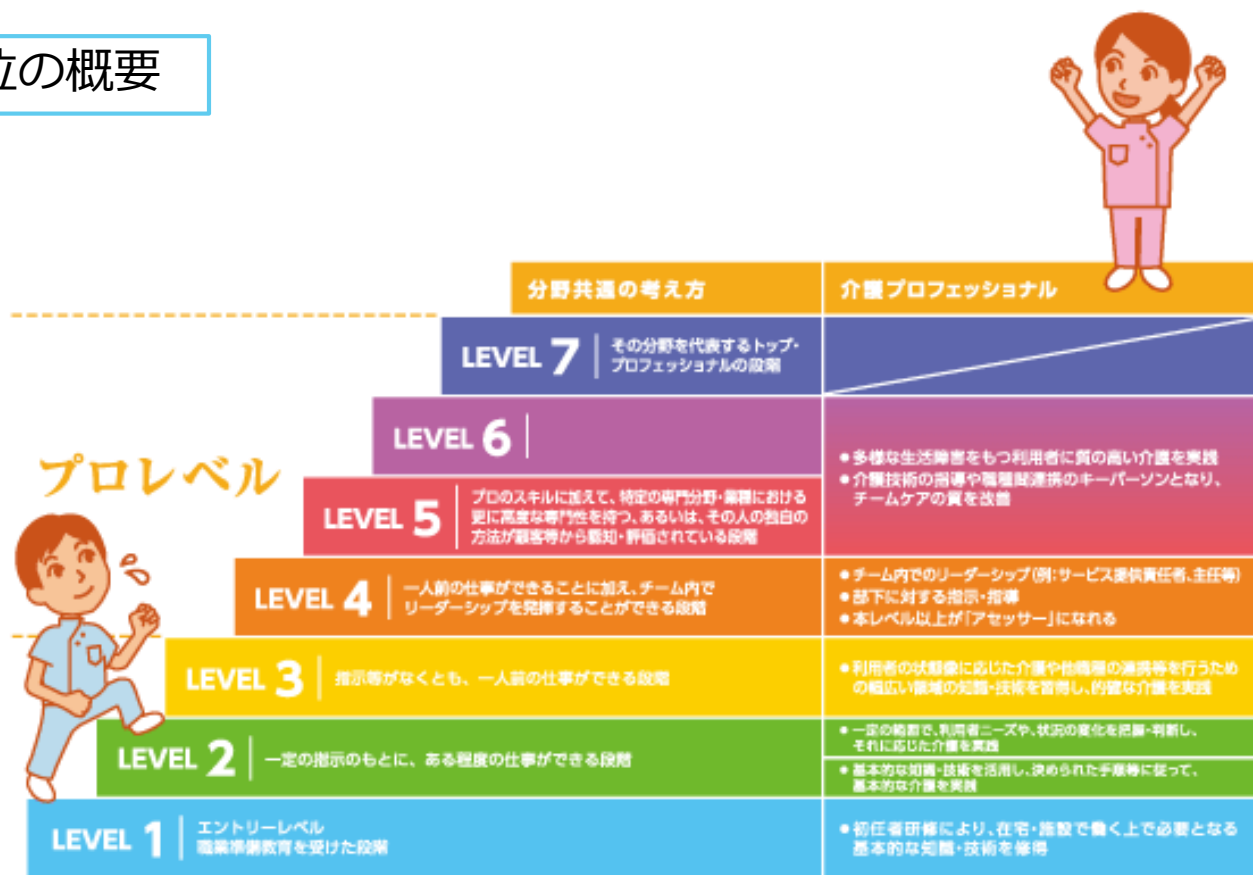 位の概要
分野共通の考え方
介護プロフェッショナル
LEVEL 7
その分野を代表するトップ・
プロフェッショナルの段階
LEVEL 6
プロレベル
LEVEL 5
プロのスキルに加えて、特定の専門分野・業種における
更に高度な専門性を持つ、あるいは、その人の独自の
方法が顧客等から認知・評価されている段階
●多様な生活障害をもつ利用者に質の高い介護を実践
●介護技術の指導や職種間連携のキーパーソンとなり、
チームケアの質を改善
LEVEL 4
一人前の仕事ができることに加え、チーム内で
リーダーシップを発揮することができる段階
●チーム内でのリーダーシップ(例:サービス提供責任者、主任等)
●部下に対する指示・指導
●本レベル以上が「アセッサー」になれる
LEVEL 3
指示等がなくとも、一人前の仕事ができる段階
●利用者の状態像に応じた介護や他職種の連携等を行うため
の幅広い領域の知識・技術を習得し、的確な介護を実践
LEVEL 2
一定の指示のもとに、ある程度の仕事ができる段階
●一定の範囲で、利用者ニーズや、状況の変化を把握・判断し、
それに応じた介護を実践
●基本的な知識・技術を活用し、決められた手順等に従って、
基本的な介護を実践
LEVEL 1
エントリーレベル
職業準備教育を受けた段階
●初任者研修により、在宅・施設で働く上で必要となる
基本的な知識・技術を修得